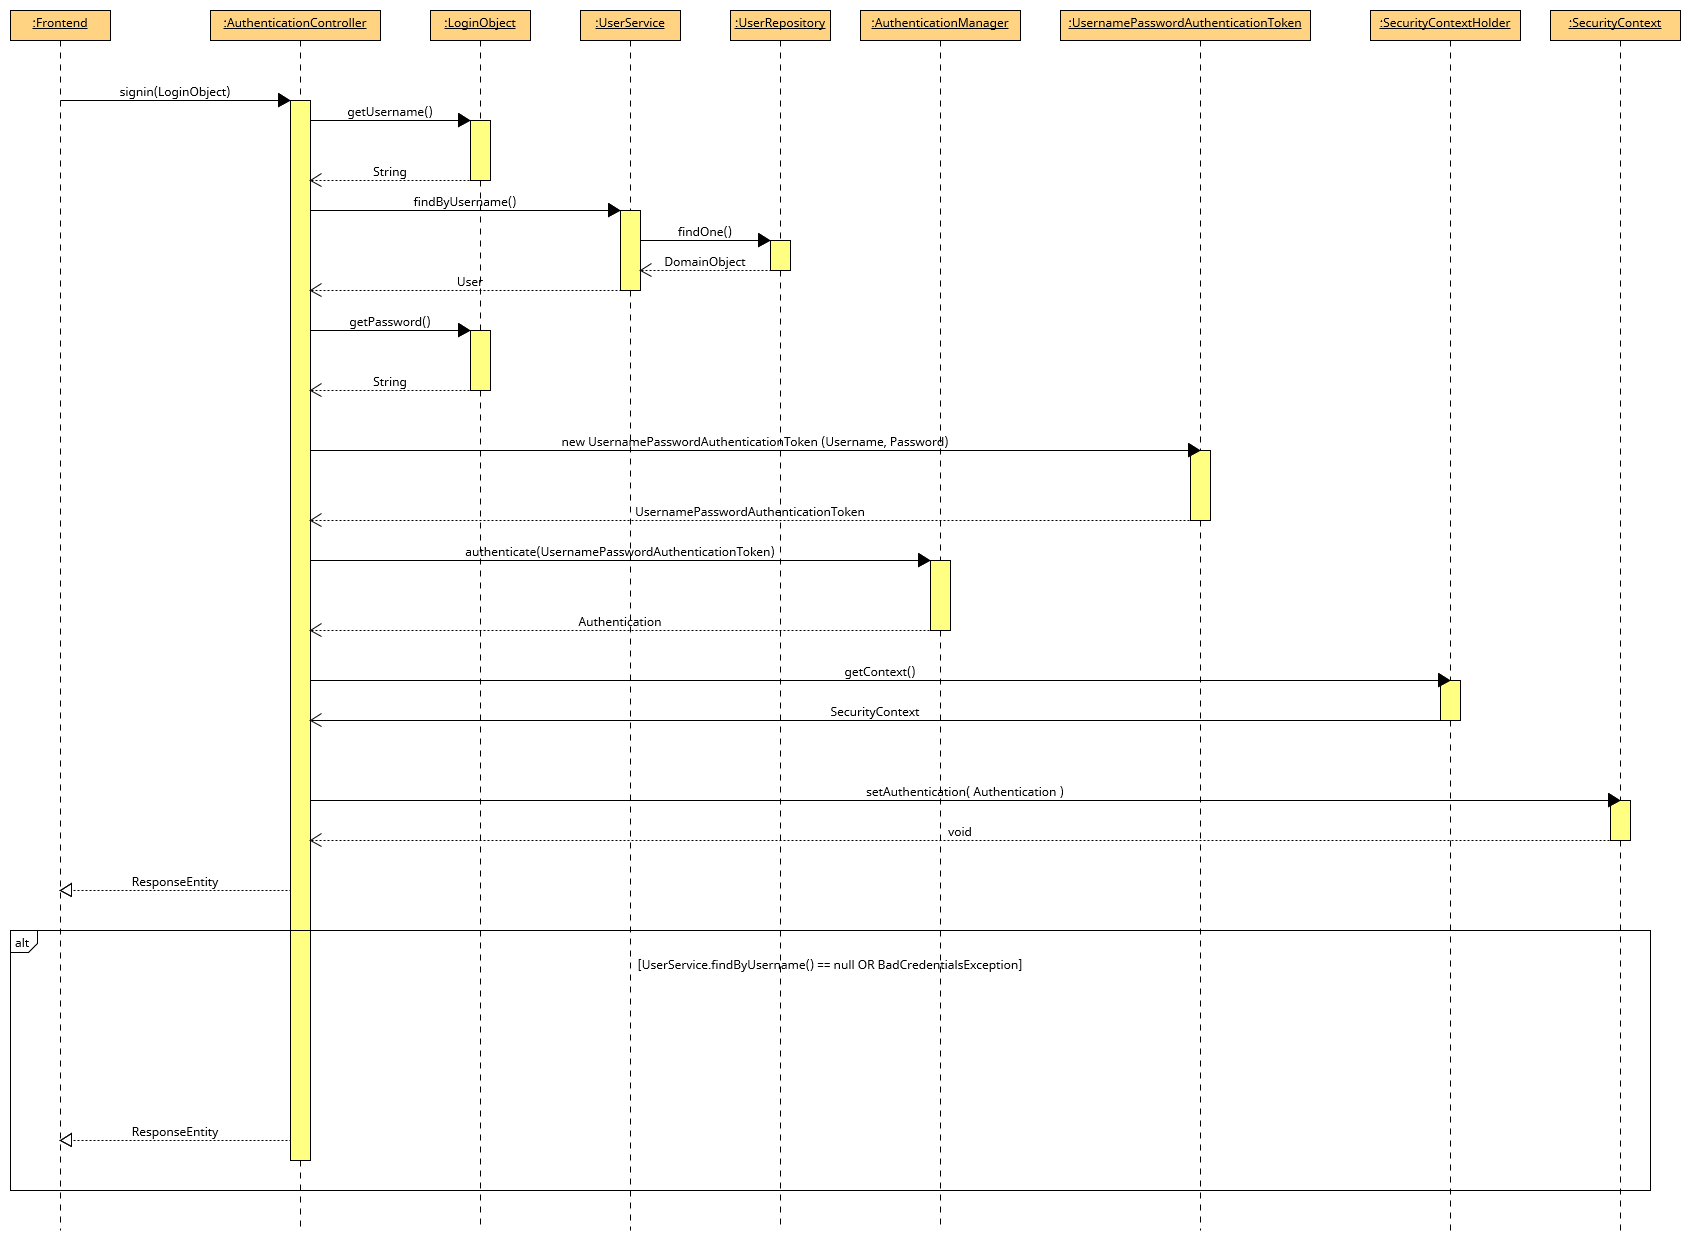 :Frontend
:AuthenticationController
:LoginObject
:UserService
:UserRepository
:AuthenticationManager
:UsernamePasswordAuthenticationToken
:SecurityContextHolder
:SecurityContext
signin(LoginObject)
getUsername()
String
findByUsername()
findOne()
DomainObject
User
getPassword()
String
new UsernamePasswordAuthenticationToken (Username, Password)
UsernamePasswordAuthenticationToken
authenticate(UsernamePasswordAuthenticationToken)
Authentication
getContext()
SecurityContext
setAuthentication( Authentication )
void
ResponseEntity
alt
[UserService.findByUsername() == null OR BadCredentialsException]
ResponseEntity